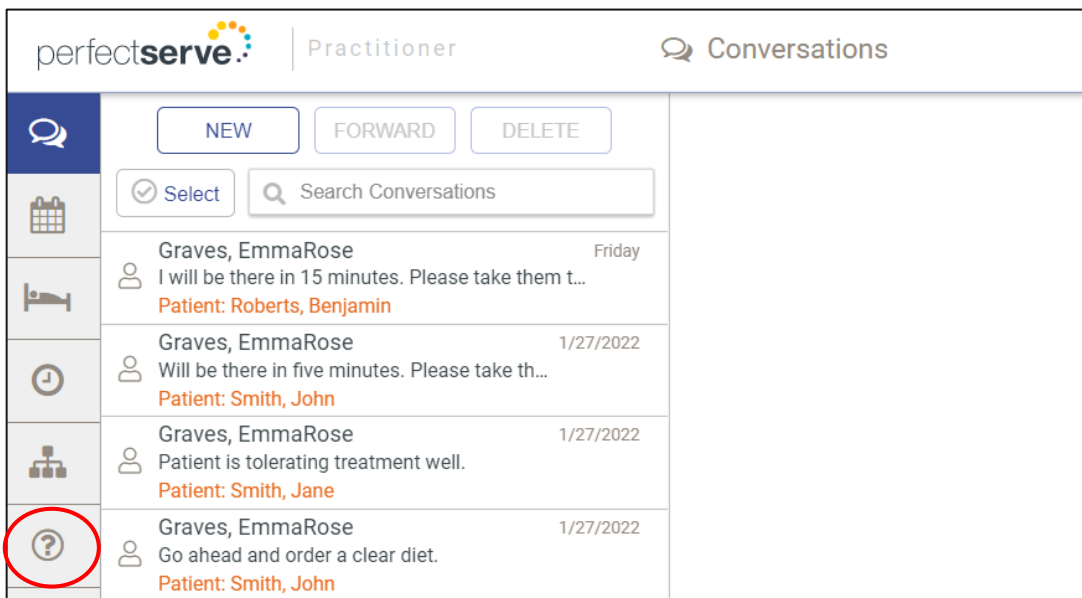 perfectserve
Practitioner
Conversations
NEW
FORWARD
DELETE
Select
Search Conversations
Graves, EmmaRose
Friday
I will be there in 15 minutes. Please take them t...
Patient: Roberts, Benjamin
Graves, EmmaRose
1/27/2022
Will be there in five minutes. Please take th...
Patient: Smith, John
Graves, EmmaRose
1/27/2022
Patient is tolerating treatment well.
Patient: Smith, Jane
Graves, EmmaRose
1/27/2022
Go ahead and order a clear diet.
Patient: Smith, John